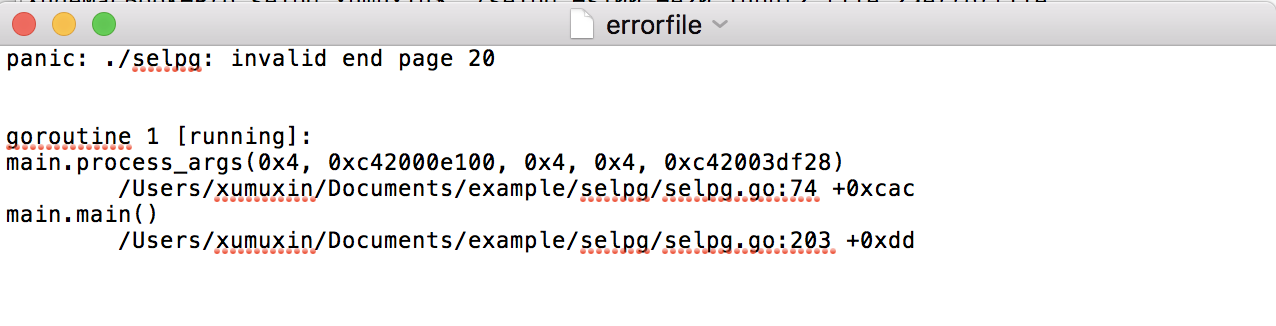 errorfile
panic: ./selpg: invalid end page 20
goroutine 1 [running]:
main.process_args(0x4, 0xc42000e100, 0x4, 0x4, 0xc42003df28)
/Users/xumuxin/Documents/example/selpg/selpg.go:74 +0xcac
main.main()
/Users/xumuxin/Documents/example/selpg/selpg.go:203 +0xdd